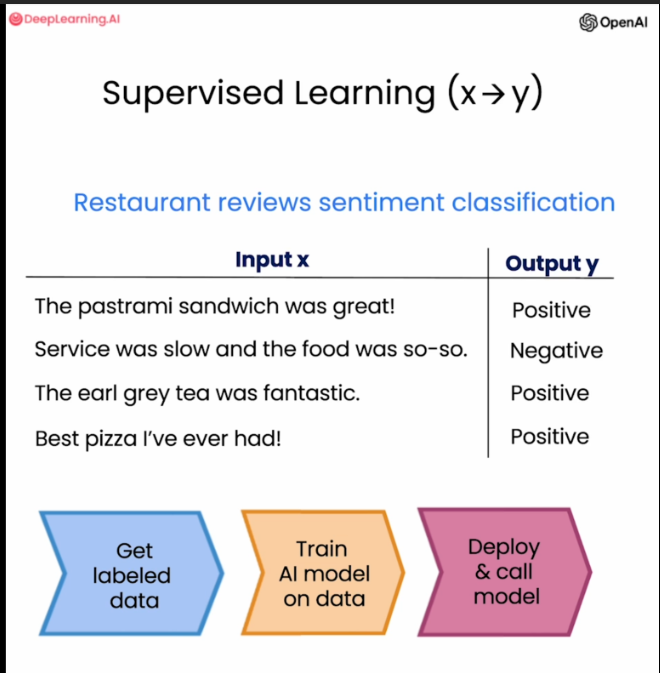 DeepLearning.AI
OpenAI
Supervised Learning (x→y)
Restaurant reviews sentiment classification
Input x Output y
The pastrami sandwich was great! Positive
Service was slow and the food was so-so. Negative
The earl grey tea was fantastic. Positive
Best pizza I've ever had! Positive
Get
labeled
data
Train
AI model
on data
Deploy
& call
model